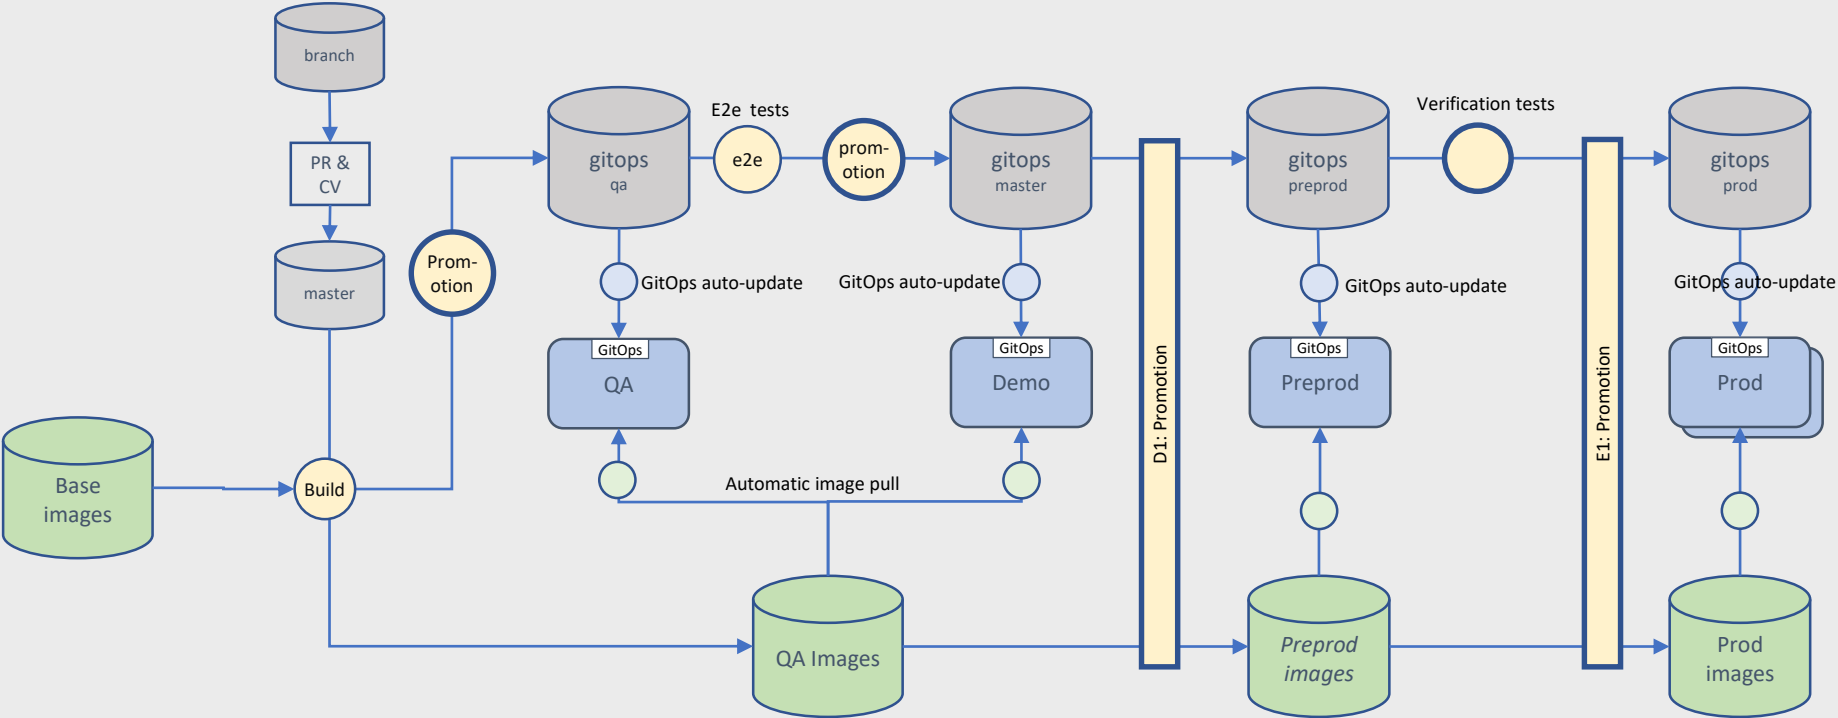 branch
PR &
CV
master
Prom-
otion
Base
images
Build
gitops
qa
E2e tests
e2e
prom-
otion
gitops
master
GitOps auto-update
GitOps auto-update
GitOps
QA
GitOps
Demo
Automatic image pull
QA Images
D1: Promotion
gitops
preprod
Verification tests
GitOps auto-update
GitOps
Preprod
Preprod
images
E1: Promotion
gitops
prod
GitOps auto-update
GitOps
Prod
Prod
images